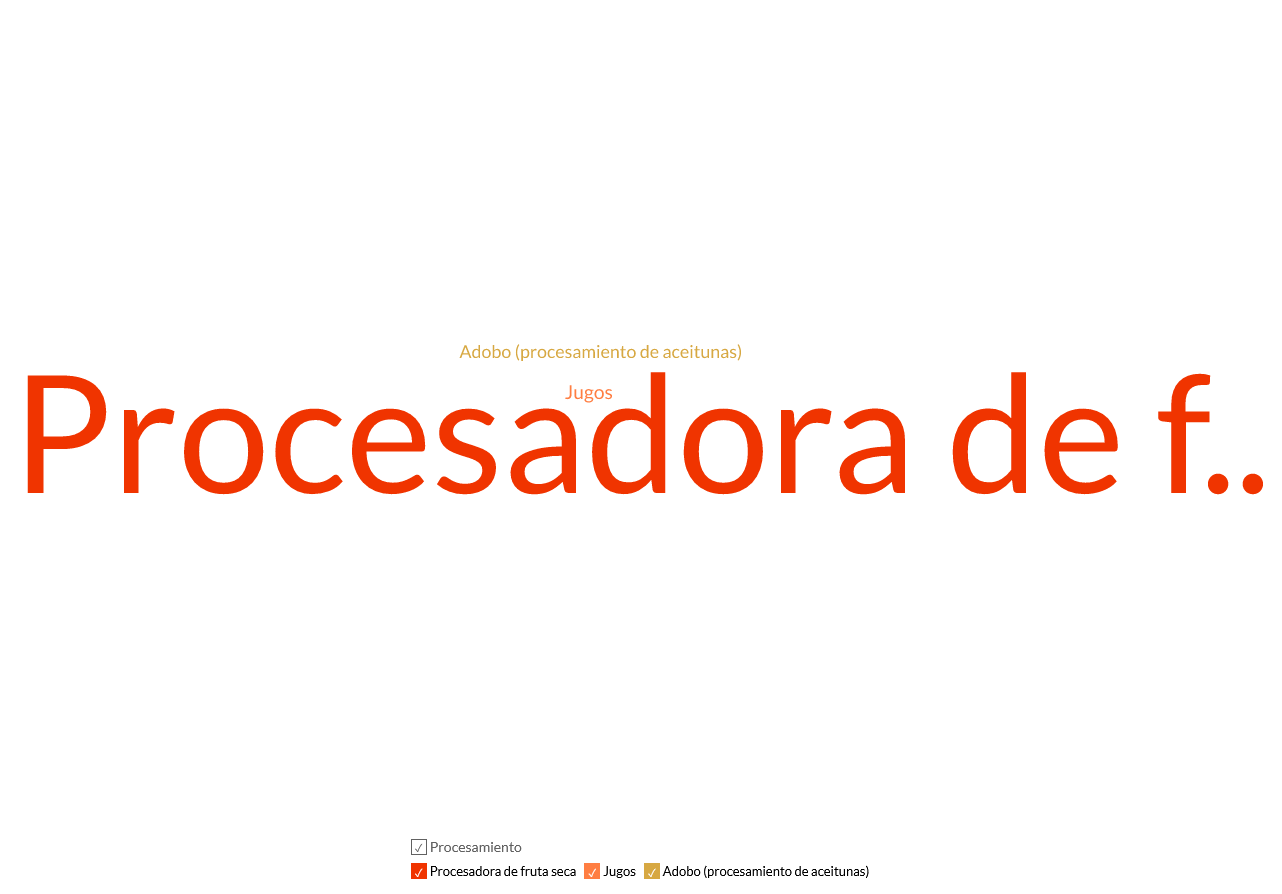 Adobo (procesamiento de aceitunas)
Jugos
Procesadora de f..
Procesamiento
Procesadora de fruta seca Jugos Adobo (procesamiento de aceitunas)